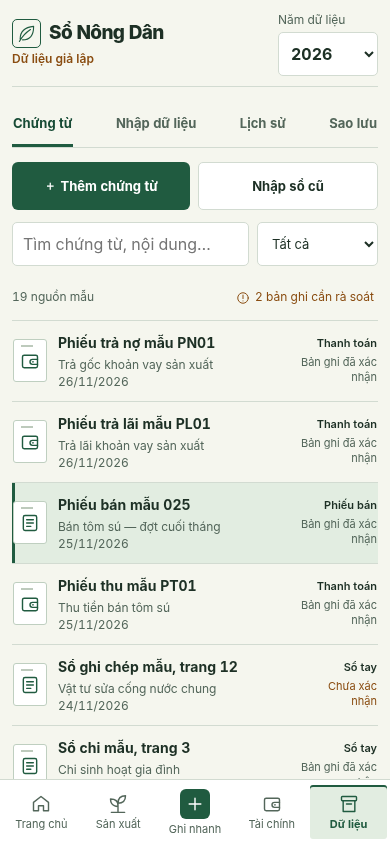 Sổ Nông Dân
Dữ liệu giả lập
Năm dữ liệu
2026
Chứng từ
Nhập dữ liệu
Lịch sử
Sao lưu
+ Thêm chứng từ
Nhập sổ cũ
Tìm chứng từ, nội dung...
Tất cả
19 nguồn mẫu
2 bản ghi cần rà soát
Phiếu trả nợ mẫu PN01
Trả gốc khoản vay sản xuất
26/11/2026
Thanh toán
Bản ghi đã xác
nhận
Phiếu trả lãi mẫu PL01
Trả lãi khoản vay sản xuất
26/11/2026
Thanh toán
Bản ghi đã xác
nhận
Phiếu bán mẫu 025
Bán tôm sú — đợt cuối tháng
25/11/2026
Phiếu bán
Bản ghi đã xác
nhận
Phiếu thu mẫu PT01
Thu tiền bán tôm sú
25/11/2026
Thanh toán
Bản ghi đã xác
nhận
Sổ ghi chép mẫu, trang 12
Vật tư sửa cống nước chung
24/11/2026
Sổ tay
Chưa xác
nhận
Sổ chi mẫu, trang 3
Chi sinh hoạt gia đình
Sổ tay
Bản ghi đã xác
Trang chủ
Sản xuất
Ghi nhanh
Tài chính
Dữ liệu